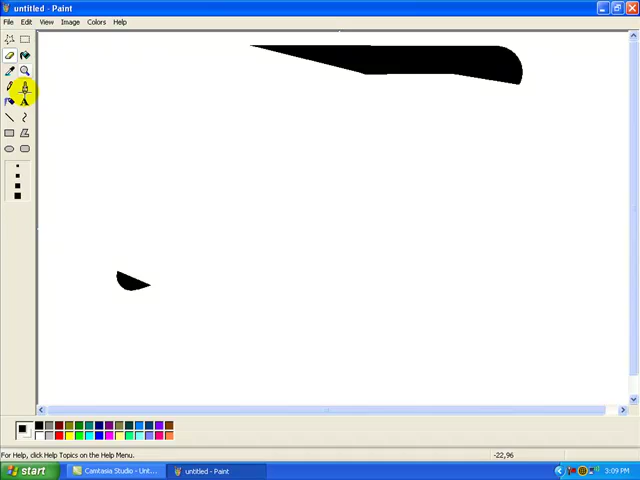 untitled - Paint
File Edit View Image Colors Help
A
For Help, click Help Topics on the Help Menu.
-22,96
start
Camtasia Studio - Unt...
untitled - Paint
3:09 PM